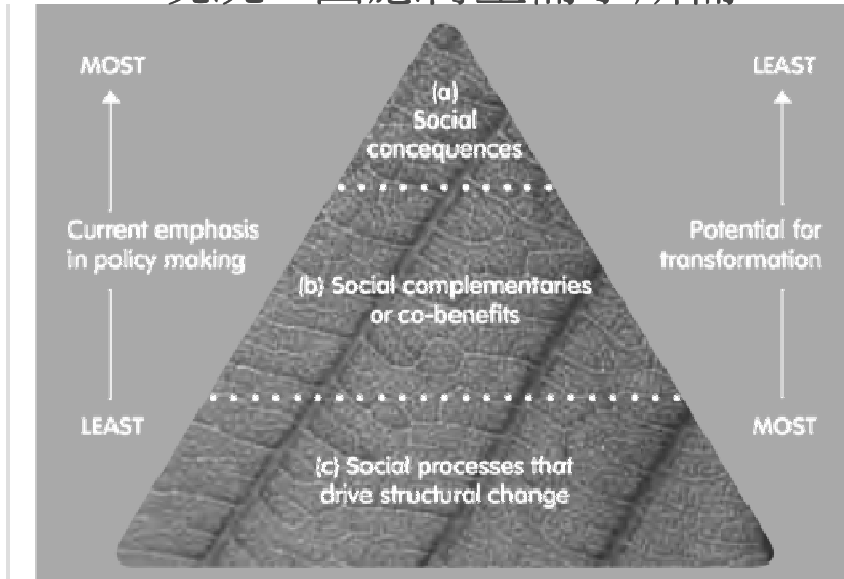 MOST
LEAST
(a)
Social
concequences
Current emphasis
in policy making
Potential for
transformation
(b) Social complementaries
or co-benefits
LEAST
MOST
(c) Social processes that
drive structural change